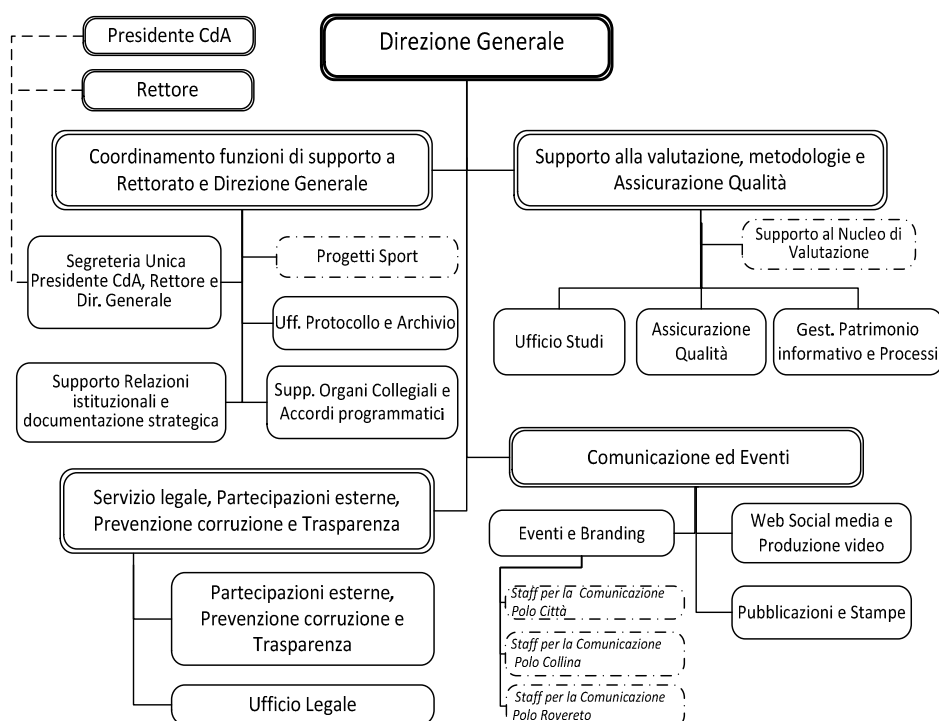 Presidente CdA
Direzione Generale
Rettore
Coordinamento funzioni di supporto a
Rettorato e Direzione Generale
Supporto alla valutazione, metodologie e
Assicurazione Qualità
Segreteria Unica
Presidente CdA, Rettore e
Dir. Generale
Progetti Sport
Supporto al Nucleo di
Valutazione
Uff. Protocollo e Archivio
Ufficio Studi
Assicurazione
Qualità
Gest. Patrimonio
informativo e Processi
Supporto Relazioni
istituzionali e
documentazione strategica
Supp. Organi Collegiali e
Accordi programmatici
Comunicazione ed Eventi
Servizio legale, Partecipazioni esterne,
Prevenzione corruzione e Trasparenza
Eventi e Branding
Web Social media e
Produzione video
Partecipazioni esterne,
Prevenzione corruzione e
Trasparenza
Staff per la Comunicazione
Polo Città
Pubblicazioni e Stampe
Staff per la Comunicazione
Polo Collina
Ufficio Legale
Staff per la Comunicazione
Polo Rovereto